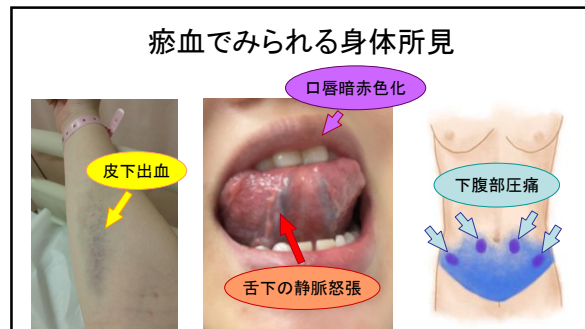 瘀血でみられる身体所見
口唇暗赤色化
皮下出血
下腹部圧痛
舌下の静脈怒張